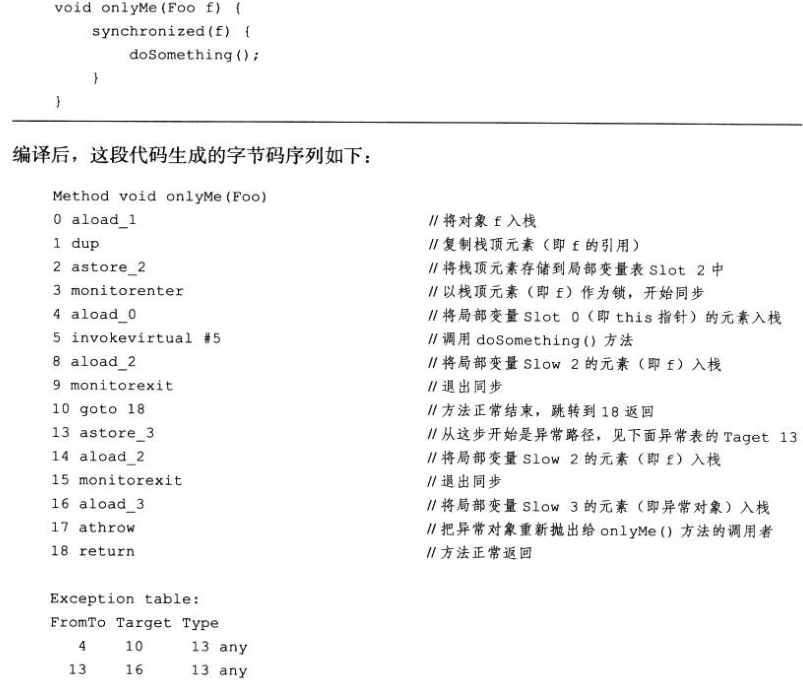 void onlyMe(Foo f) {
synchronized(f) {
doSomething();
}
}
编译后，这段代码生成的字节码序列如下：
Method void onlyMe(Foo)
0 aload_1 //将对象 f 入栈
1 dup //复制栈顶元素（即 f 的引用）
2 astore_2 //将栈顶元素存储到局部变量表 Slot 2 中
3 monitorenter //以栈顶元素（即 f）作为锁，开始同步
4 aload_0 //将局部变量 Slot 0（即 this 指针）的元素入栈
5 invokevirtual #5 //调用 doSomething() 方法
8 aload_2 //将局部变量 Slow 2 的元素（即 f）入栈
9 monitorexit //退出同步
10 goto 18 //方法正常结束，跳转到 18 返回
13 astore_3 //从这步开始是异常路径，见下面异常表的 Taget 13
14 aload_2 //将局部变量 Slow 2 的元素（即 f）入栈
15 monitorexit //退出同步
16 aload_3 //将局部变量 Slow 3 的元素（即异常对象）入栈
17 athrow //把异常对象重新抛出给 onlyMe() 方法的调用者
18 return //方法正常返回
Exception table:
FromTo Target Type
4 10 13 any
13 16 13 any